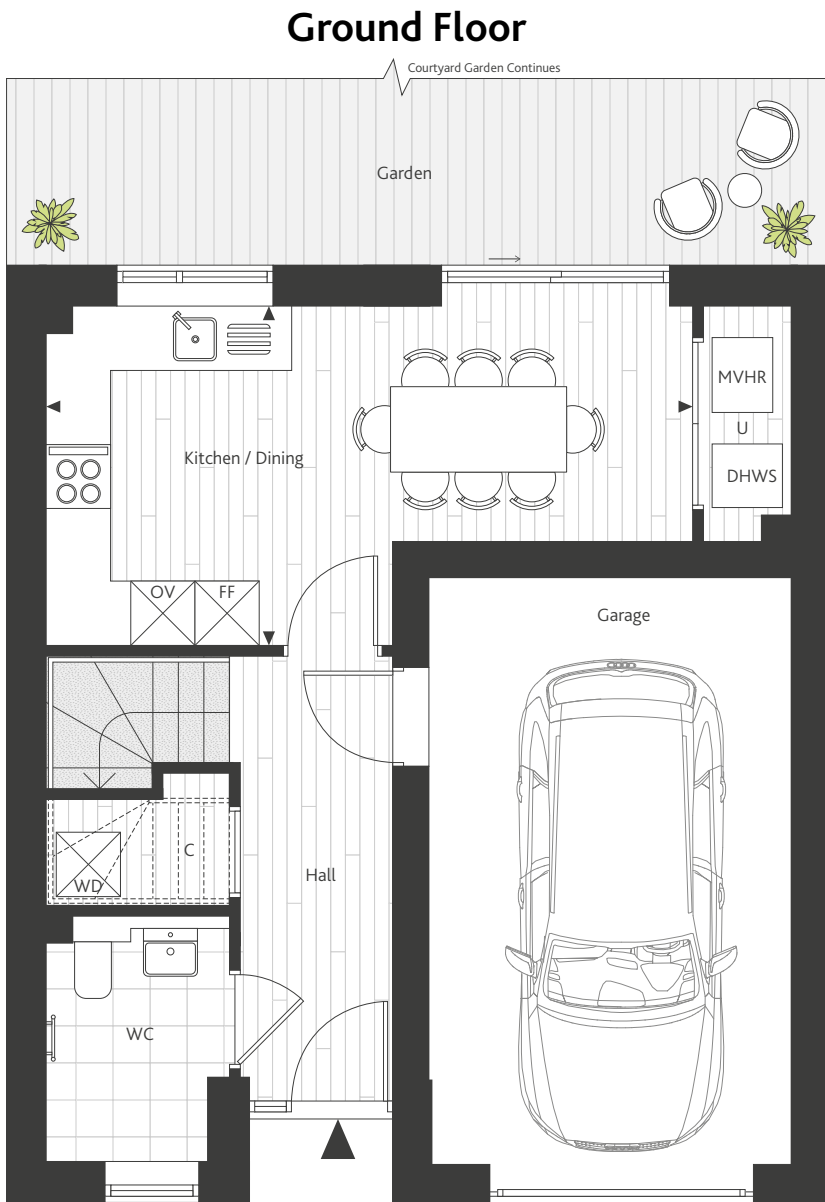 Ground Floor
Courtyard Garden Continues
Garden
MVHR
U
Kitchen / Dining
DHWS
OV
FF
Garage
C
Hall
WD
WC